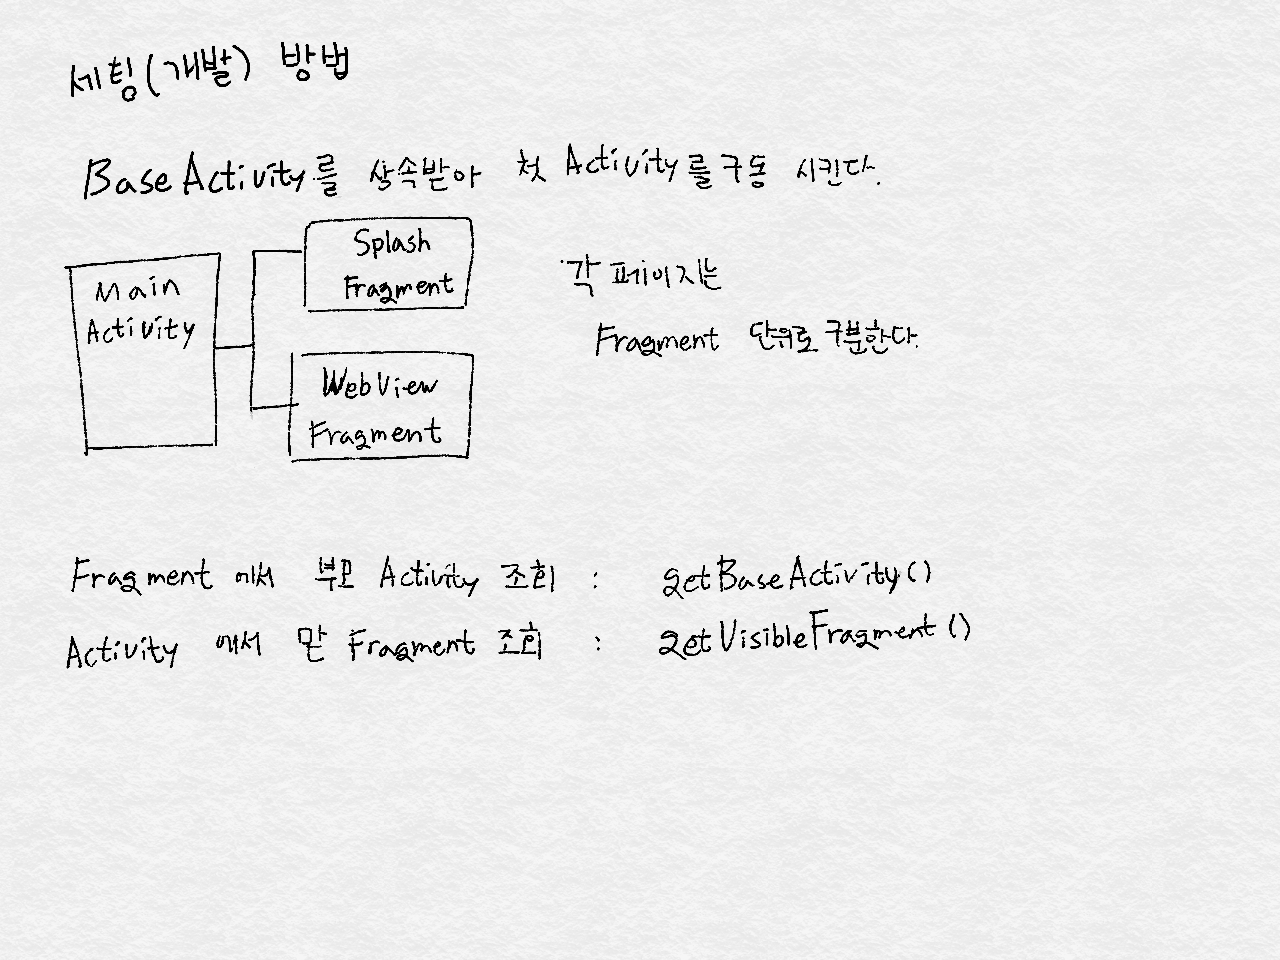 세팅(개발) 방법
BaseActivity를 상속받아 첫 Activity를 구동 시킨다.
Main
Activity
Splash
Fragment
WebView
Fragment
각 페이지는
Fragment 단위로 구분한다.
Fragment 에서 부모 Activity 조회 : getBaseActivity()
Activity 에서 맏 Fragment 조회 : getVisibleFragment()